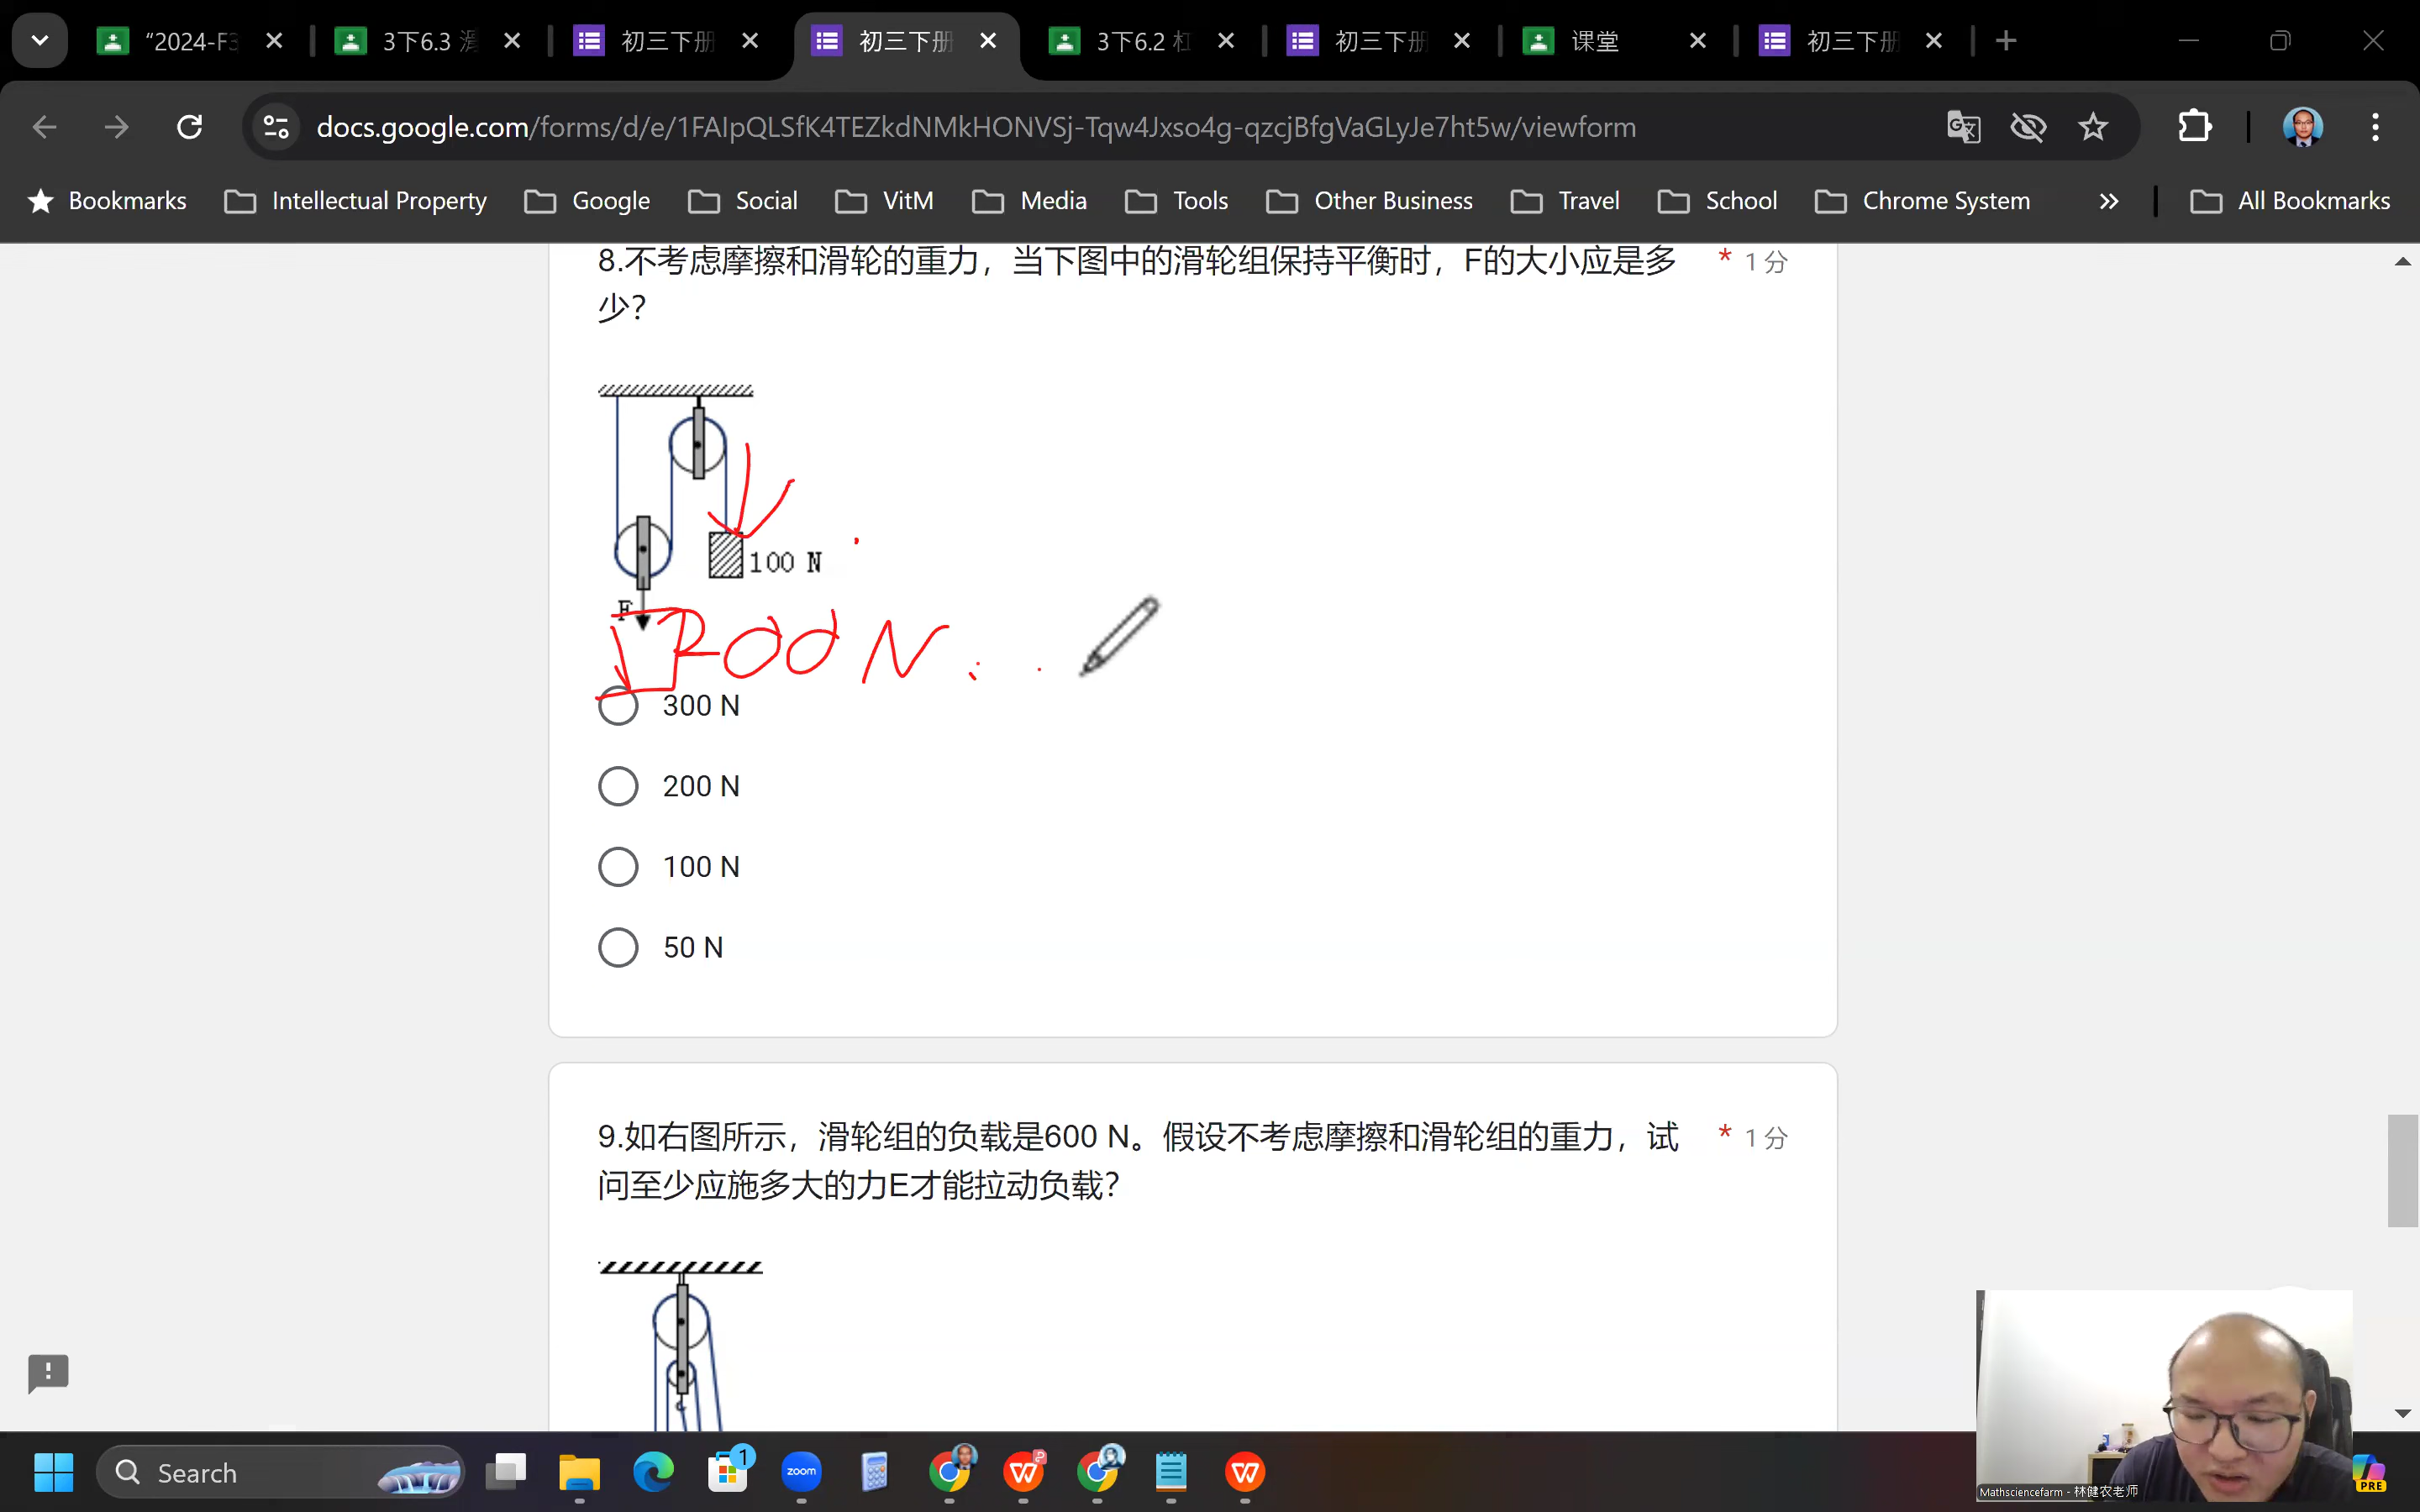 “2024-F3
3下6.3 滑
初三下册
初三下册
3下6.2 杠
初三下册
课堂
初三下册
docs.google.com/forms/d/e/1FAIpQLSfK4TEZkdNMkHONVSj-Tqw4Jxso4g-qzcjBfgVaGLyJe7ht5w/viewform
Bookmarks
Intellectual Property
Google
Social
VitM
Media
Tools
Other Business
Travel
School
Chrome System
All Bookmarks
8.不考虑摩擦和滑轮的重力，当下图中的滑轮组保持平衡时，F的大小应是多
少？
* 1 分
100 N
F
200 N
300 N
200 N
100 N
50 N
9.如右图所示，滑轮组的负载是600 N。假设不考虑摩擦和滑轮组的重力，试
问至少应施多大的力E才能拉动负载？
* 1 分
Search
1
zoom
Mathsciencefarm - 林健农老师
PRE